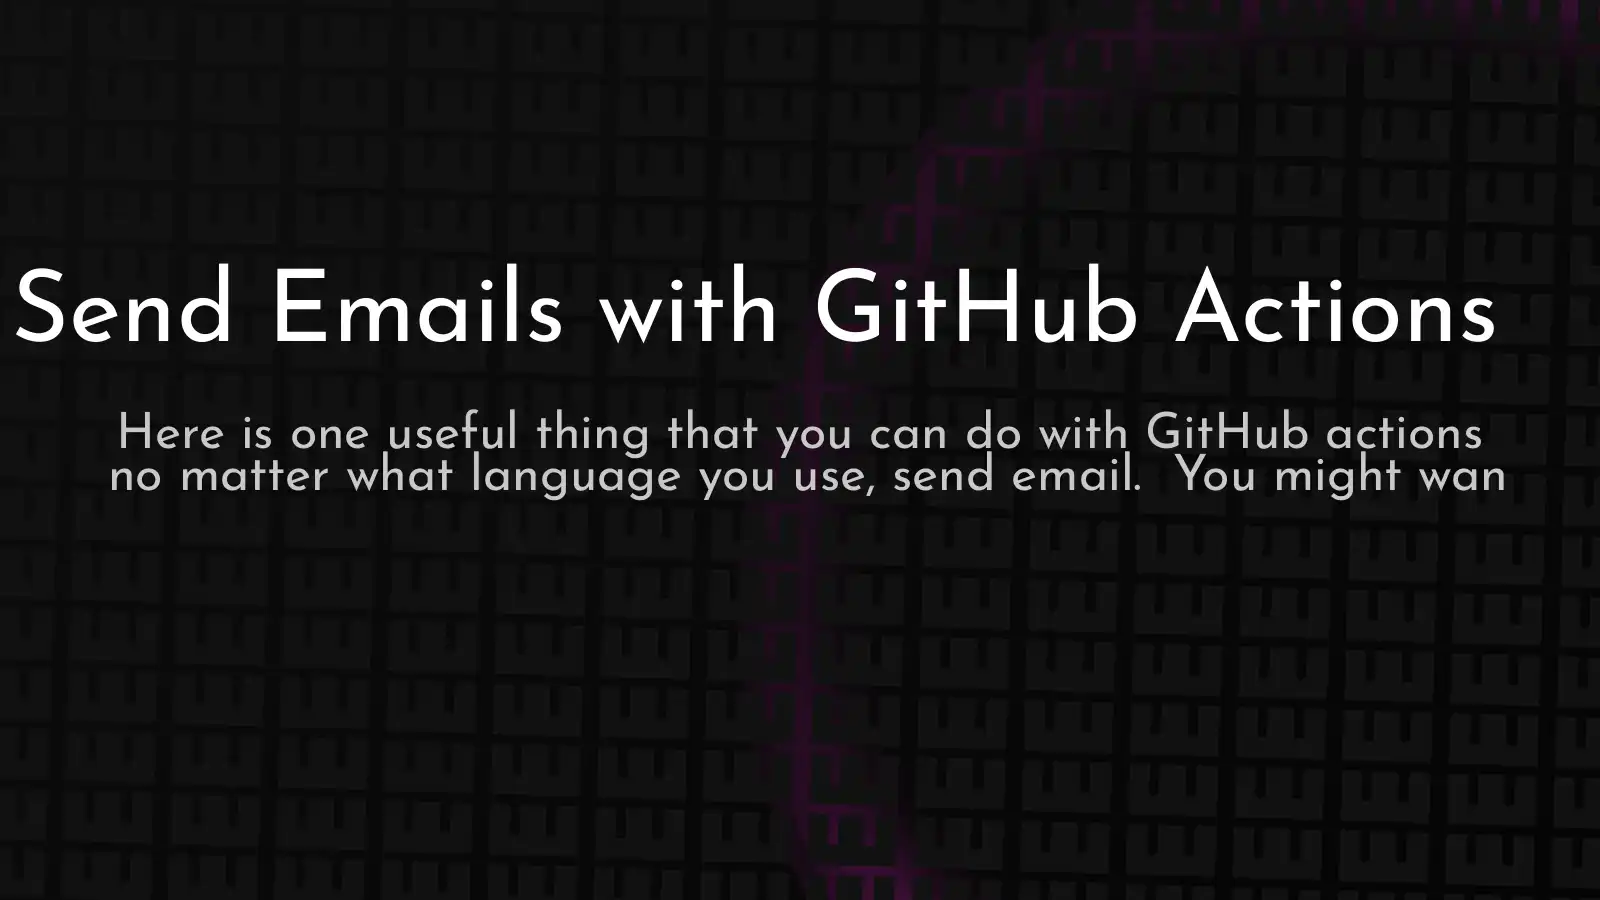 Send Emails with GitHub Actions
Here is one useful thing that you can do with GitHub actions
no matter what language you use, send email.  You might wan